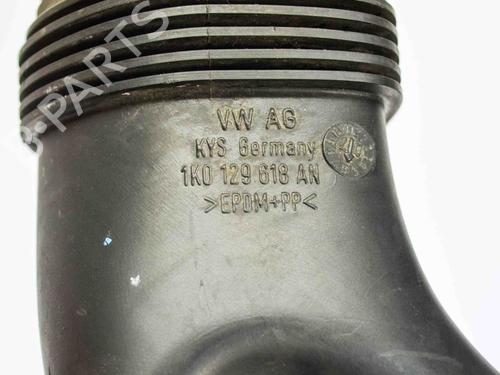 B-PARTS
VW AG
KYS Germany
1K0 129 618 AN
>EPDM+PP<